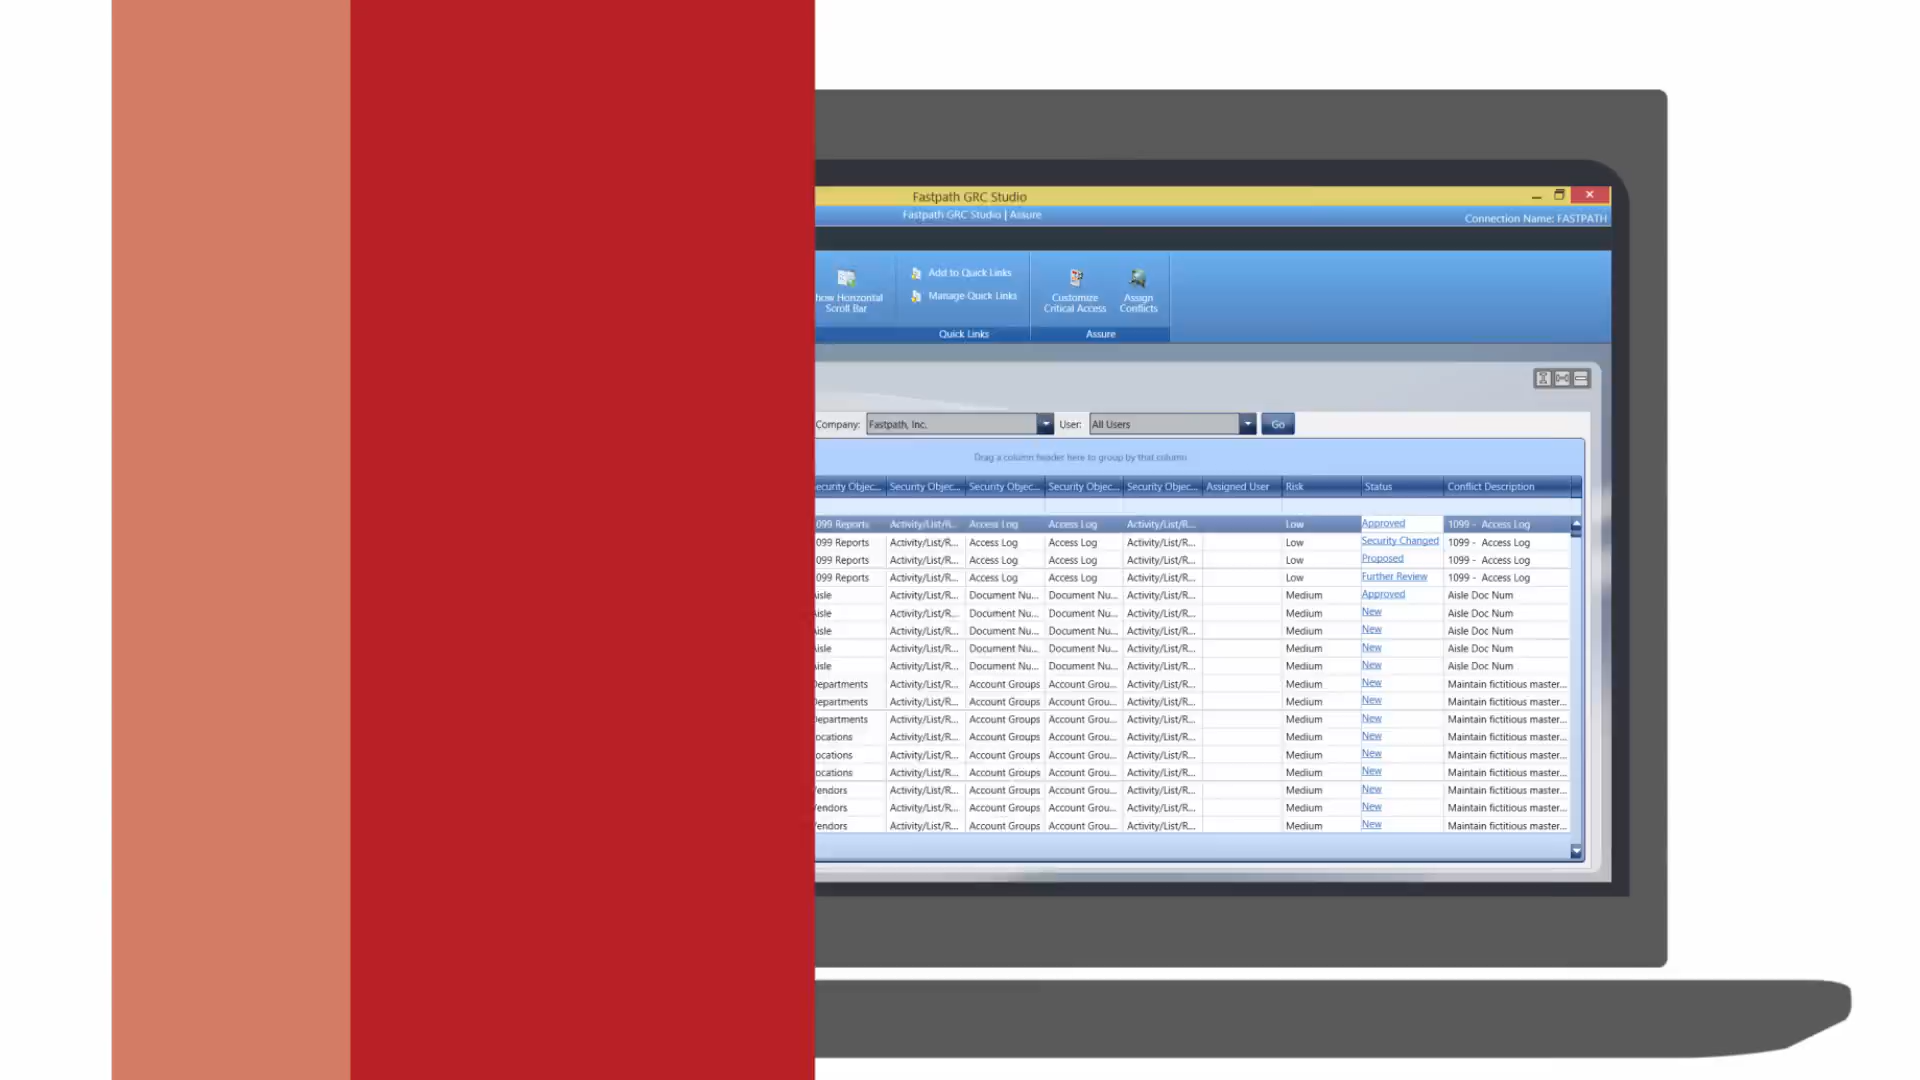 Fastpath GRC Studio
Fastpath GRC Studio | Assure
Connection Name: FASTPATH
how Horizontal
Scroll Bar
Add to Quick Links
Manage Quick Links
Quick Links
Customize
Critical Access
Assign
Conflicts
Assure
Company: Fastpath, Inc. User: All Users Go
Drag a column header here to group by that column
ecurity Objec... Security Objec... Security Objec... Security Objec... Security Objec... Assigned User Risk Status Conflict Description
099 Reports Activity/List/R... Access Log Access Log Activity/List/R... Low Approved 1099 - Access Log
099 Reports Activity/List/R... Access Log Access Log Activity/List/R... Low Security Changed 1099 - Access Log
099 Reports Activity/List/R... Access Log Access Log Activity/List/R... Low Proposed 1099 - Access Log
099 Reports Activity/List/R... Access Log Access Log Activity/List/R... Low Further Review 1099 - Access Log
Aisle Activity/List/R... Document Nu... Document Nu... Activity/List/R... Medium Approved Aisle Doc Num
Aisle Activity/List/R... Document Nu... Document Nu... Activity/List/R... Medium New Aisle Doc Num
Aisle Activity/List/R... Document Nu... Document Nu... Activity/List/R... Medium New Aisle Doc Num
Aisle Activity/List/R... Document Nu... Document Nu... Activity/List/R... Medium New Aisle Doc Num
Aisle Activity/List/R... Document Nu... Document Nu... Activity/List/R... Medium New Aisle Doc Num
Departments Activity/List/R... Account Groups Account Grou... Activity/List/R... Medium New Maintain fictitious master...
Departments Activity/List/R... Account Groups Account Grou... Activity/List/R... Medium New Maintain fictitious master...
Departments Activity/List/R... Account Groups Account Grou... Activity/List/R... Medium New Maintain fictitious master...
ocations Activity/List/R... Account Groups Account Grou... Activity/List/R... Medium New Maintain fictitious master...
ocations Activity/List/R... Account Groups Account Grou... Activity/List/R... Medium New Maintain fictitious master...
ocations Activity/List/R... Account Groups Account Grou... Activity/List/R... Medium New Maintain fictitious master...
Vendors Activity/List/R... Account Groups Account Grou... Activity/List/R... Medium New Maintain fictitious master...
Vendors Activity/List/R... Account Groups Account Grou... Activity/List/R... Medium New Maintain fictitious master...
Vendors Activity/List/R... Account Groups Account Grou... Activity/List/R... Medium New Maintain fictitious master...